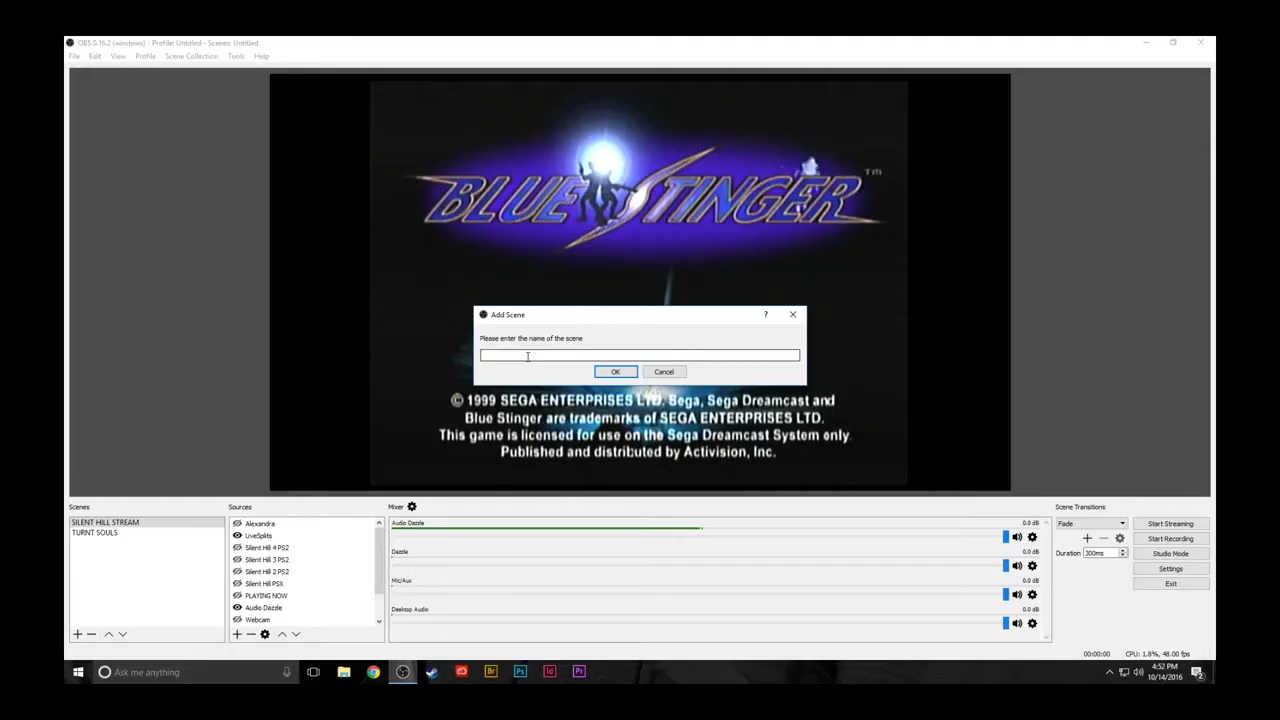 OBS 0.16.2 (windows) - Profile: Untitled - Scenes: Untitled
File Edit View Profile Scene Collection Tools Help
BLUE STINGER TM
Add Scene ?
Please enter the name of the scene
OK Cancel
© 1999 SEGA ENTERPRISES LTD. Sega, Sega Dreamcast and
Blue Stinger are trademarks of SEGA ENTERPRISES LTD.
This game is licensed for use on the Sega Dreamcast System only.
Published and distributed by Activision, Inc.
Scenes
SILENT HILL STREAM
TURNT SOULS
Sources
Alexandra
LiveSplits
Silent Hill 4 PS2
Silent Hill 3 PS2
Silent Hill 2 PS2
Silent Hill PSX
PLAYING NOW
Audio Dazzle
Webcam
Mixer
Audio Dazzle 0.0 dB
Dazzle 0.0 dB
Mic/Aux 0.0 dB
Desktop Audio 0.0 dB
Scene Transitions
Fade
Duration 300ms
Start Streaming
Start Recording
Studio Mode
Settings
Exit
00:00:00 CPU: 1.8%, 48.00 fps
Ask me anything
Br Ps Id Pr
4:52 PM
10/14/2016
2